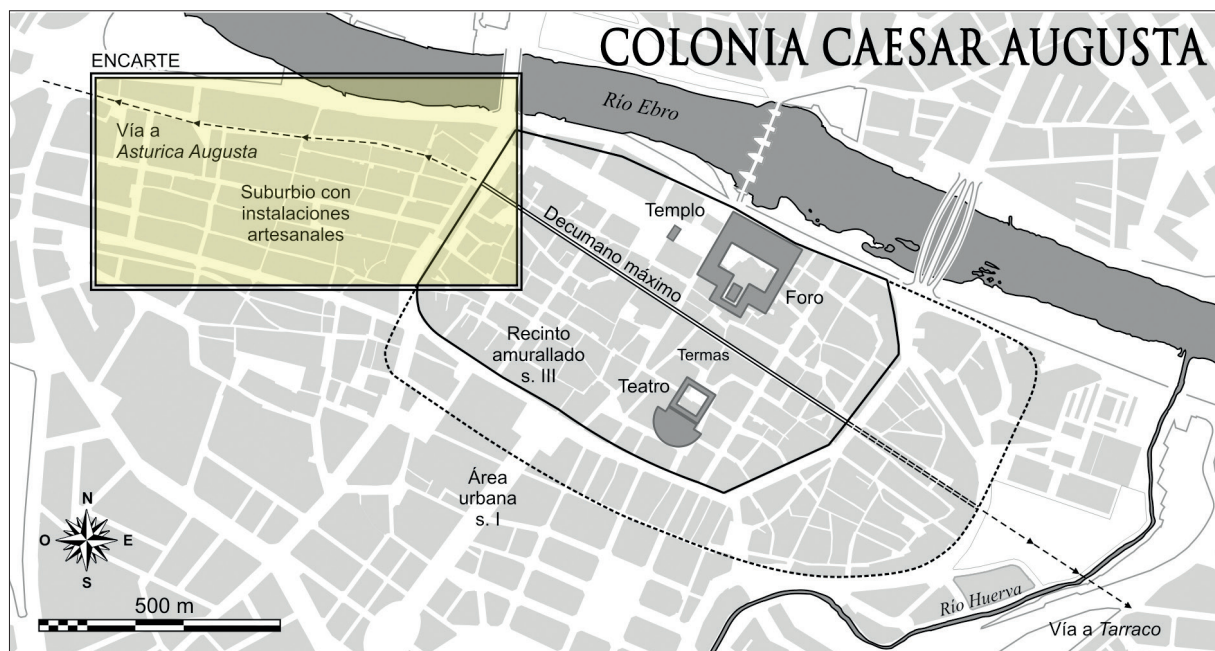 COLONIA CAESAR AUGUSTA
ENCARTE
Río Ebro
Vía a
Asturica Augusta
Suburbio con
instalaciones
artesanales
Templo
Decumano máximo
Foro
Recinto
amurallado
s. III
Termas
Teatro
Área
urbana
s. I
N
O
E
S
500 m
Río Huerva
Vía a Tarraco